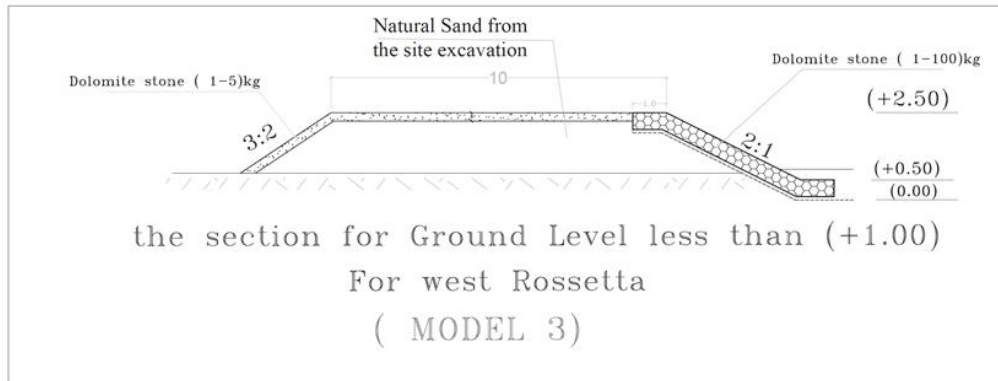 Natural Sand from
the site excavation
Dolomite stone ( 1-5)kg
10
Dolomite stone ( 1-100)kg
1.0
(+2.50)
3:2
2:1
(+0.50)
(0.00)
the section for Ground Level less than (+1.00)
For west Rossetta
( MODEL 3)